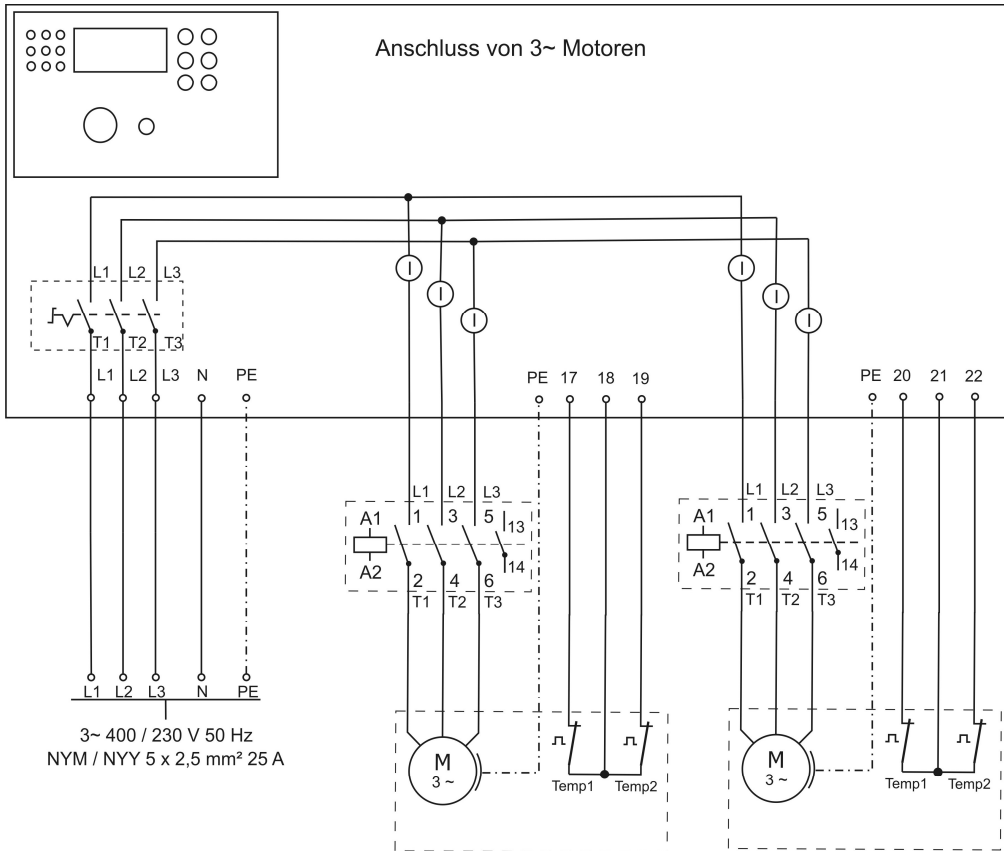 Anschluss von 3~ Motoren
I I
I I
I I
L1 L2 L3
T1 T2 T3
L1 L2 L3 N PE
PE 17 18 19
PE 20 21 22
L1 L2 L3
A1 1 3 5 13
A2 2 4 6 14
T1 T2 T3
L1 L2 L3
A1 1 3 5 13
A2 2 4 6 14
T1 T2 T3
L1 L2 L3 N PE
3~ 400 / 230 V 50 Hz
NYM / NYY 5 x 2,5 mm² 25 A
M
3 ~
Temp1 Temp2
M
3 ~
Temp1 Temp2